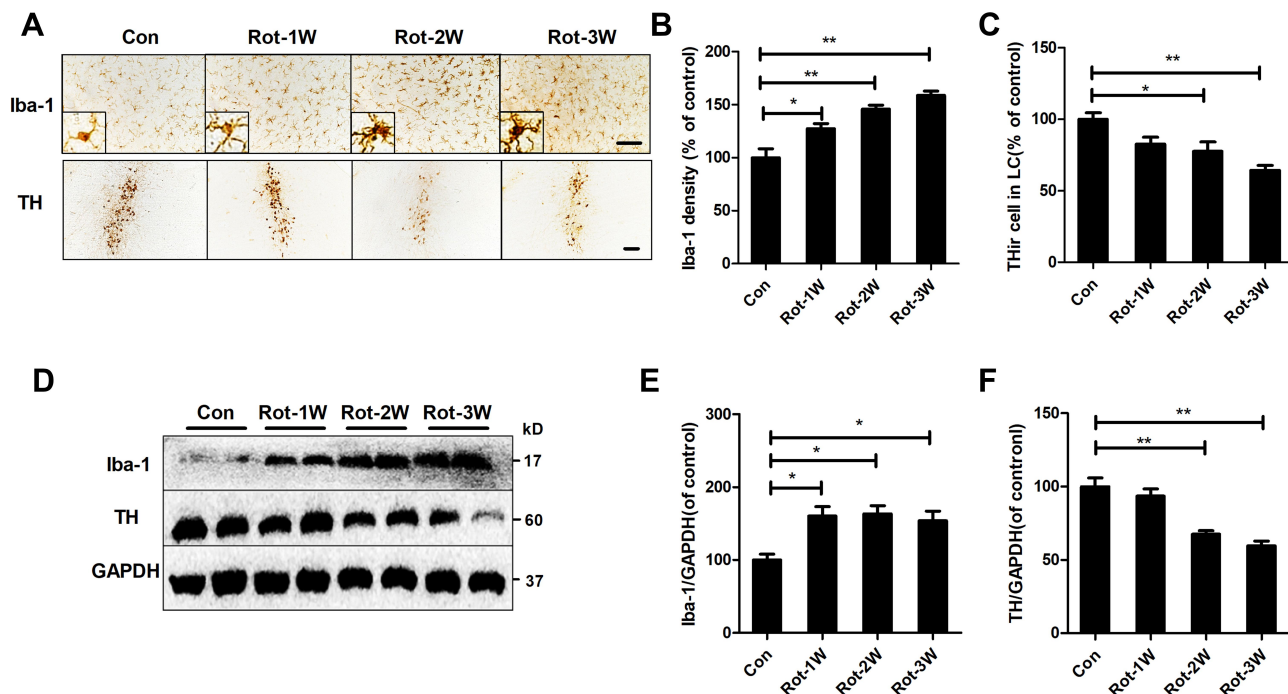 A
Con Rot-1W Rot-2W Rot-3W
Iba-1
TH
B
Iba-1 density (% of control)
200
150
100
50
0
**
**
*
Con Rot-1W Rot-2W Rot-3W
C
THir cell in LC(% of control)
150
100
50
0
**
*
Con Rot-1W Rot-2W Rot-3W
D
Con Rot-1W Rot-2W Rot-3W
kD
Iba-1 17
TH 60
GAPDH 37
E
Iba-1/GAPDH(of control)
300
200
100
0
*
*
*
Con Rot-1W Rot-2W Rot-3W
F
TH/GAPDH(of contronl)
150
100
50
0
**
**
Con Rot-1W Rot-2W Rot-3W